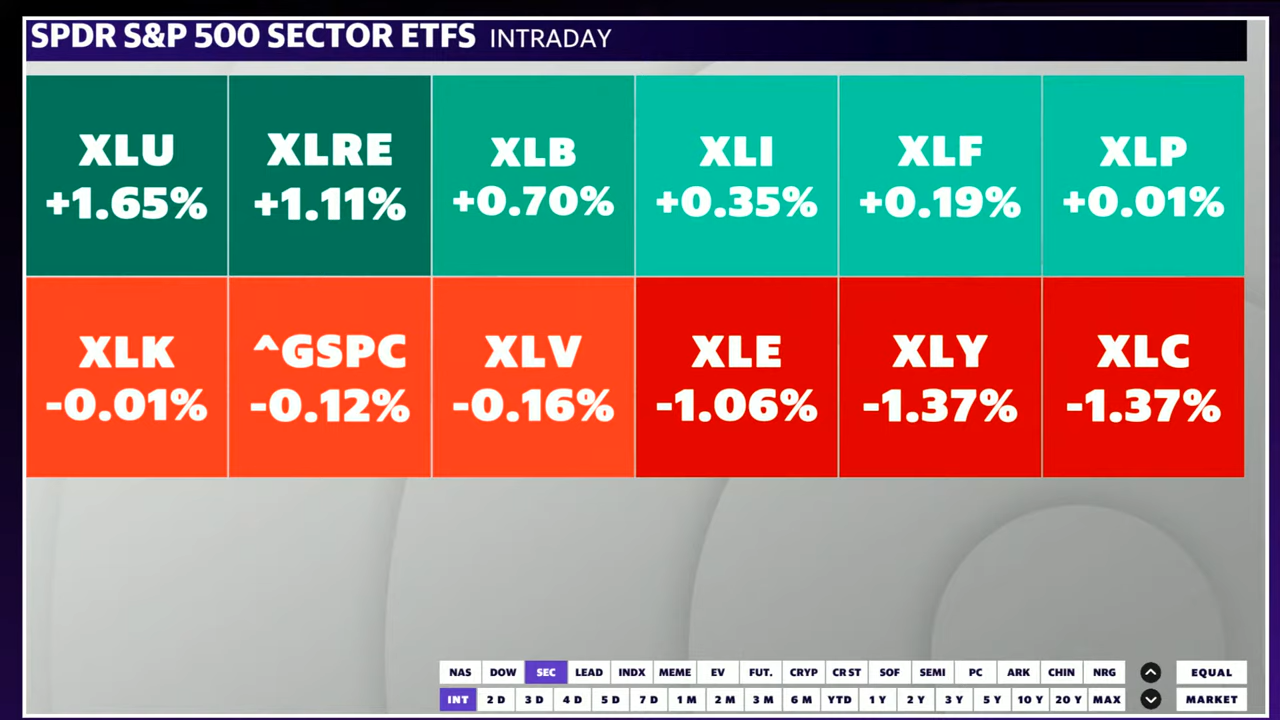 SPDR S&P 500 SECTOR ETFS INTRADAY
XLU XLRE XLB XLI XLF XLP
+1.65% +1.11% +0.70% +0.35% +0.19% +0.01%
XLK ^GSPC XLV XLE XLY XLC
-0.01% -0.12% -0.16% -1.06% -1.37% -1.37%
NAS DOW SEC LEAD INDX MEME EV FUT. CRYP CR ST SOF SEMI PC ARK CHIN NRG EQUAL
INT 2 D 3 D 4 D 5 D 7 D 1 M 2 M 3 M 6 M YTD 1 Y 2 Y 3 Y 5 Y 10 Y 20 Y MAX MARKET